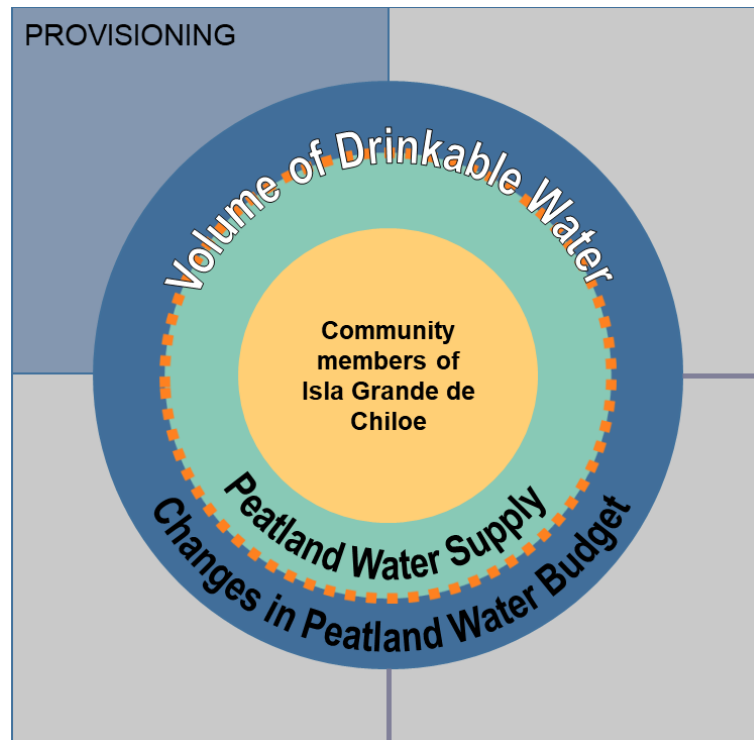 PROVISIONING
Volume of Drinkable Water
Community
members of
Isla Grande de
Chiloe
Peatland Water Supply
Changes in Peatland Water Budget